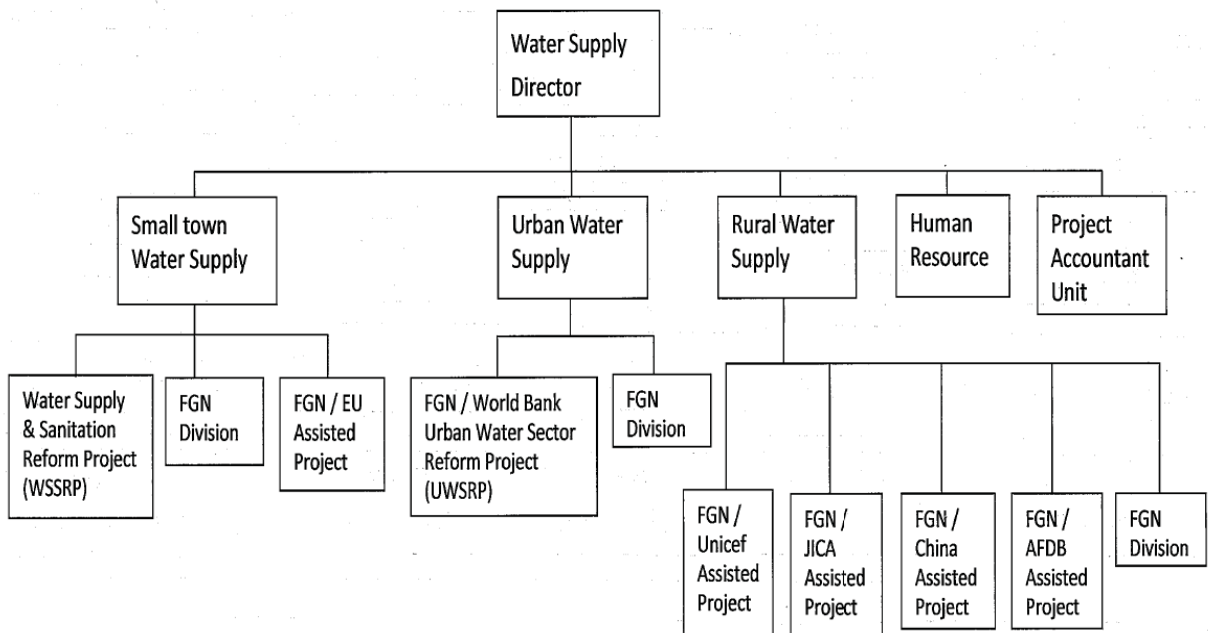 Water Supply
Director
Small town
Water Supply
Urban Water
Supply
Rural Water
Supply
Human
Resource
Project
Accountant
Unit
Water Supply
& Sanitation
Reform Project
(WSSRP)
FGN
Division
FGN / EU
Assisted
Project
FGN / World Bank
Urban Water Sector
Reform Project
(UWSRP)
FGN
Division
FGN /
Unicef
Assisted
Project
FGN /
JICA
Assisted
Project
FGN /
China
Assisted
Project
FGN /
AFDB
Assisted
Project
FGN
Division